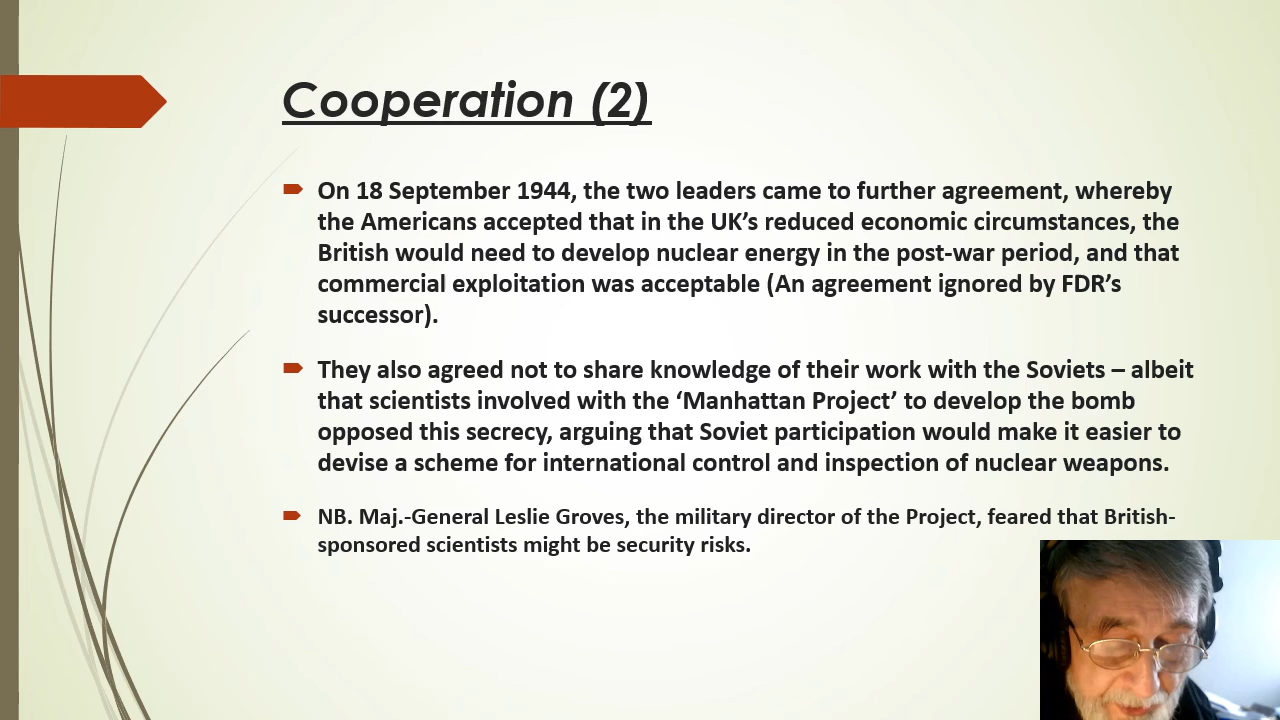 Cooperation (2)
On 18 September 1944, the two leaders came to further agreement, whereby
the Americans accepted that in the UK’s reduced economic circumstances, the
British would need to develop nuclear energy in the post-war period, and that
commercial exploitation was acceptable (An agreement ignored by FDR’s
successor).
They also agreed not to share knowledge of their work with the Soviets – albeit
that scientists involved with the ‘Manhattan Project’ to develop the bomb
opposed this secrecy, arguing that Soviet participation would make it easier to
devise a scheme for international control and inspection of nuclear weapons.
NB. Maj.-General Leslie Groves, the military director of the Project, feared that British-
sponsored scientists might be security risks.